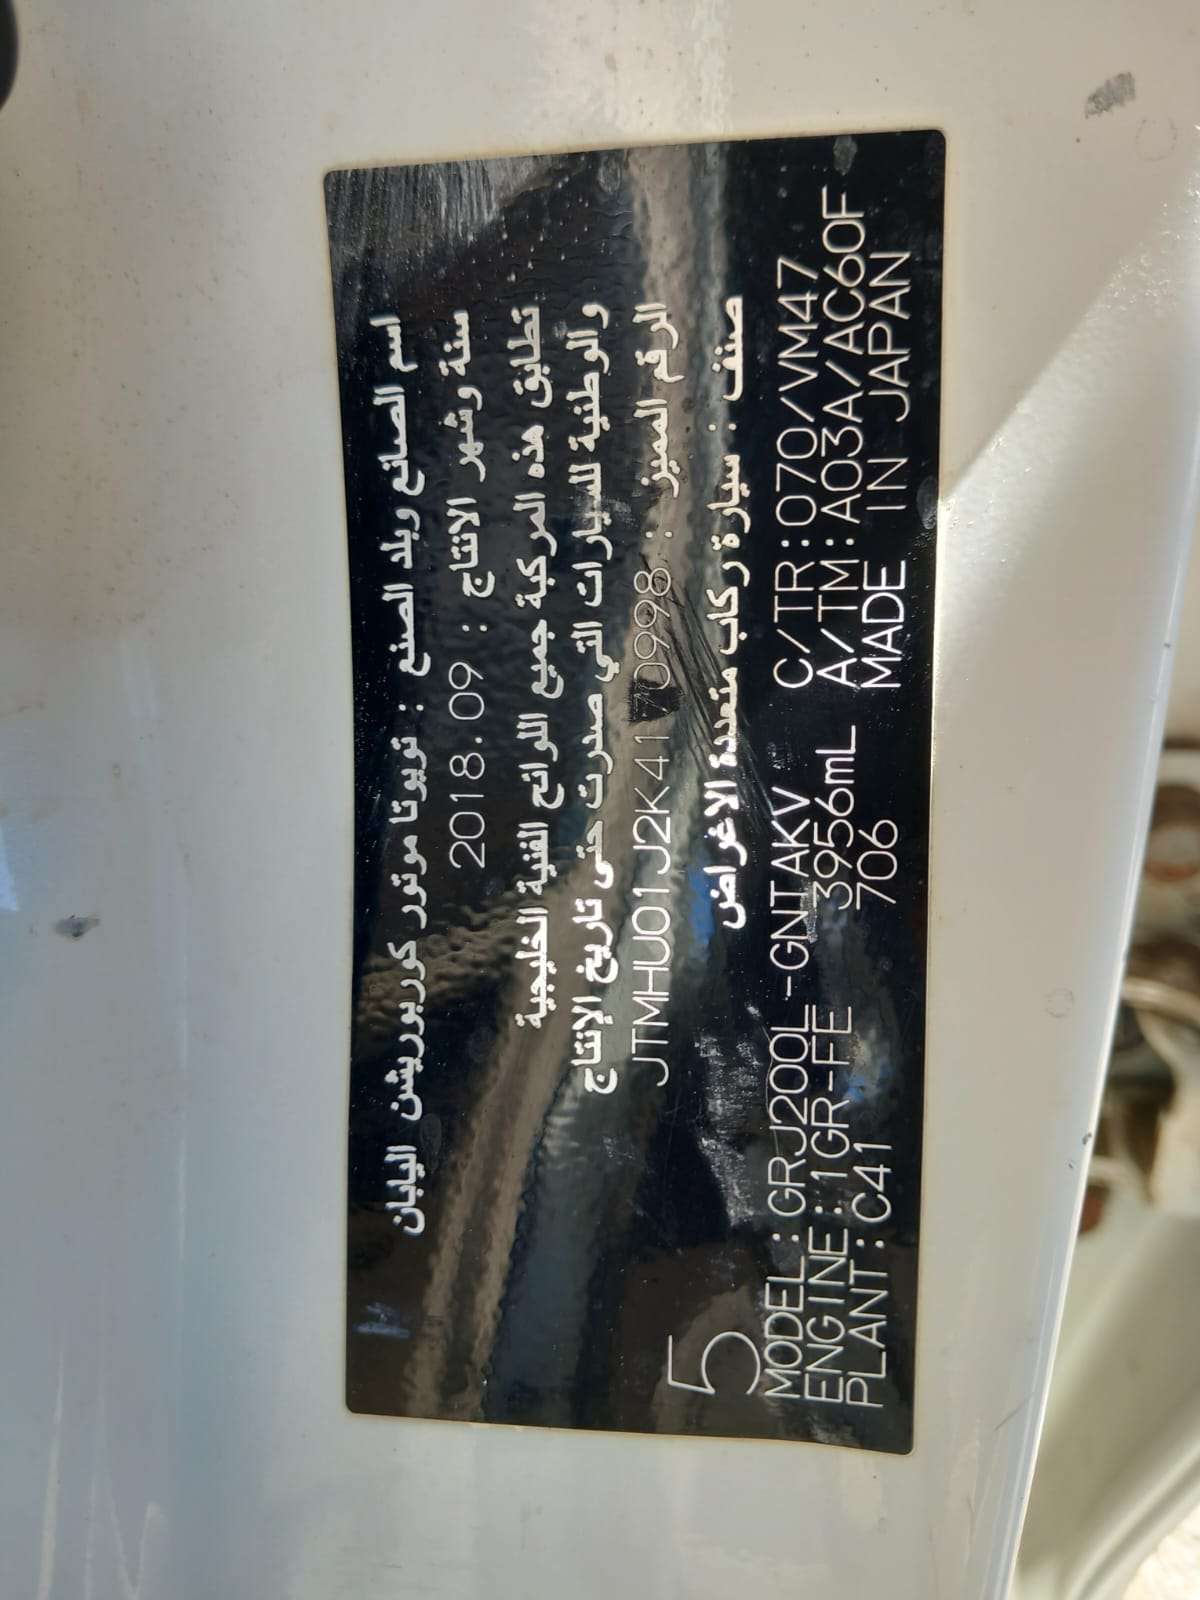 اسم الصانع وبلد الصنع : تويوتا موتور كوربوريشن اليابان
سنة وشهر الانتاج : 2018.09
تطابق هذه المركبة جميع اللوائح الفنية الخليجية
والوطنية للسيارات التي صدرت حتى تاريخ الإنتاج
الرقم المميز : JTMHU01J2K4170998
صنف : سيارة ركاب متعددة الاغراض
5
MODEL:GRJ200L-GNTAKV C/TR:070/VM47
ENGINE:1GR-FE 3956mL A/TM:A03A/AC60F
PLANT:C41 706 MADE IN JAPAN